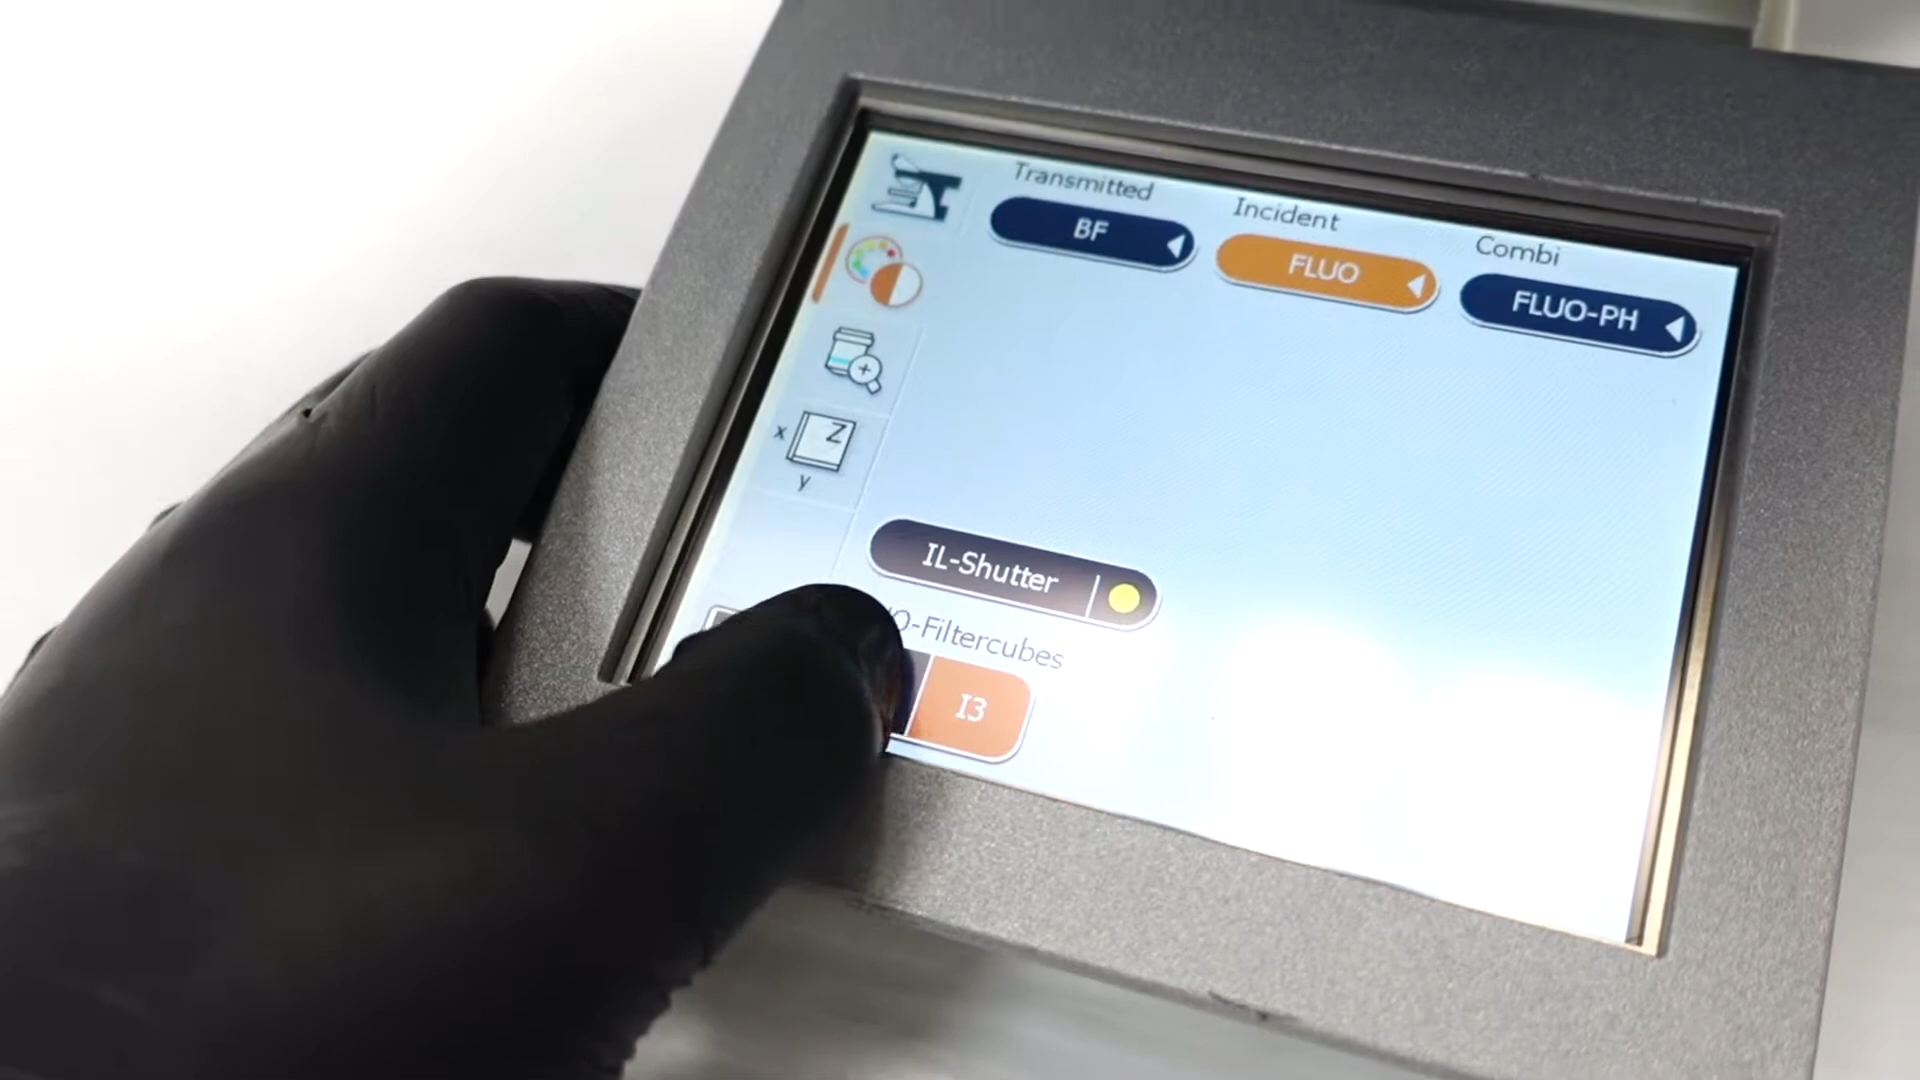 Transmitted
BF
Incident
FLUO
Combi
FLUO-PH
Z
x
y
IL-Shutter
O-Filtercubes
I3